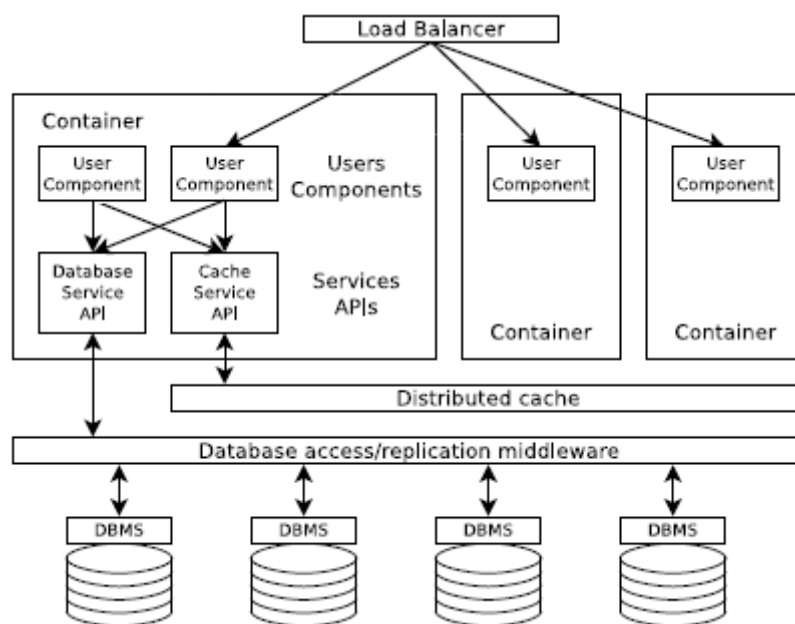 Load Balancer
Container
User
Component
User
Component
Users
Components
User
Component
User
Component
Database
Service
API
Cache
Service
API
Services
APIs
Container
Container
Distributed cache
Database access/replication middleware
DBMS
DBMS
DBMS
DBMS